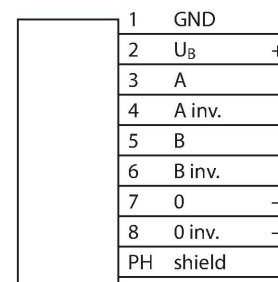 1 GND
2 U_B +
3 A
4 A inv.
5 B
6 B inv.
7 0 –
8 0 inv. –
PH shield